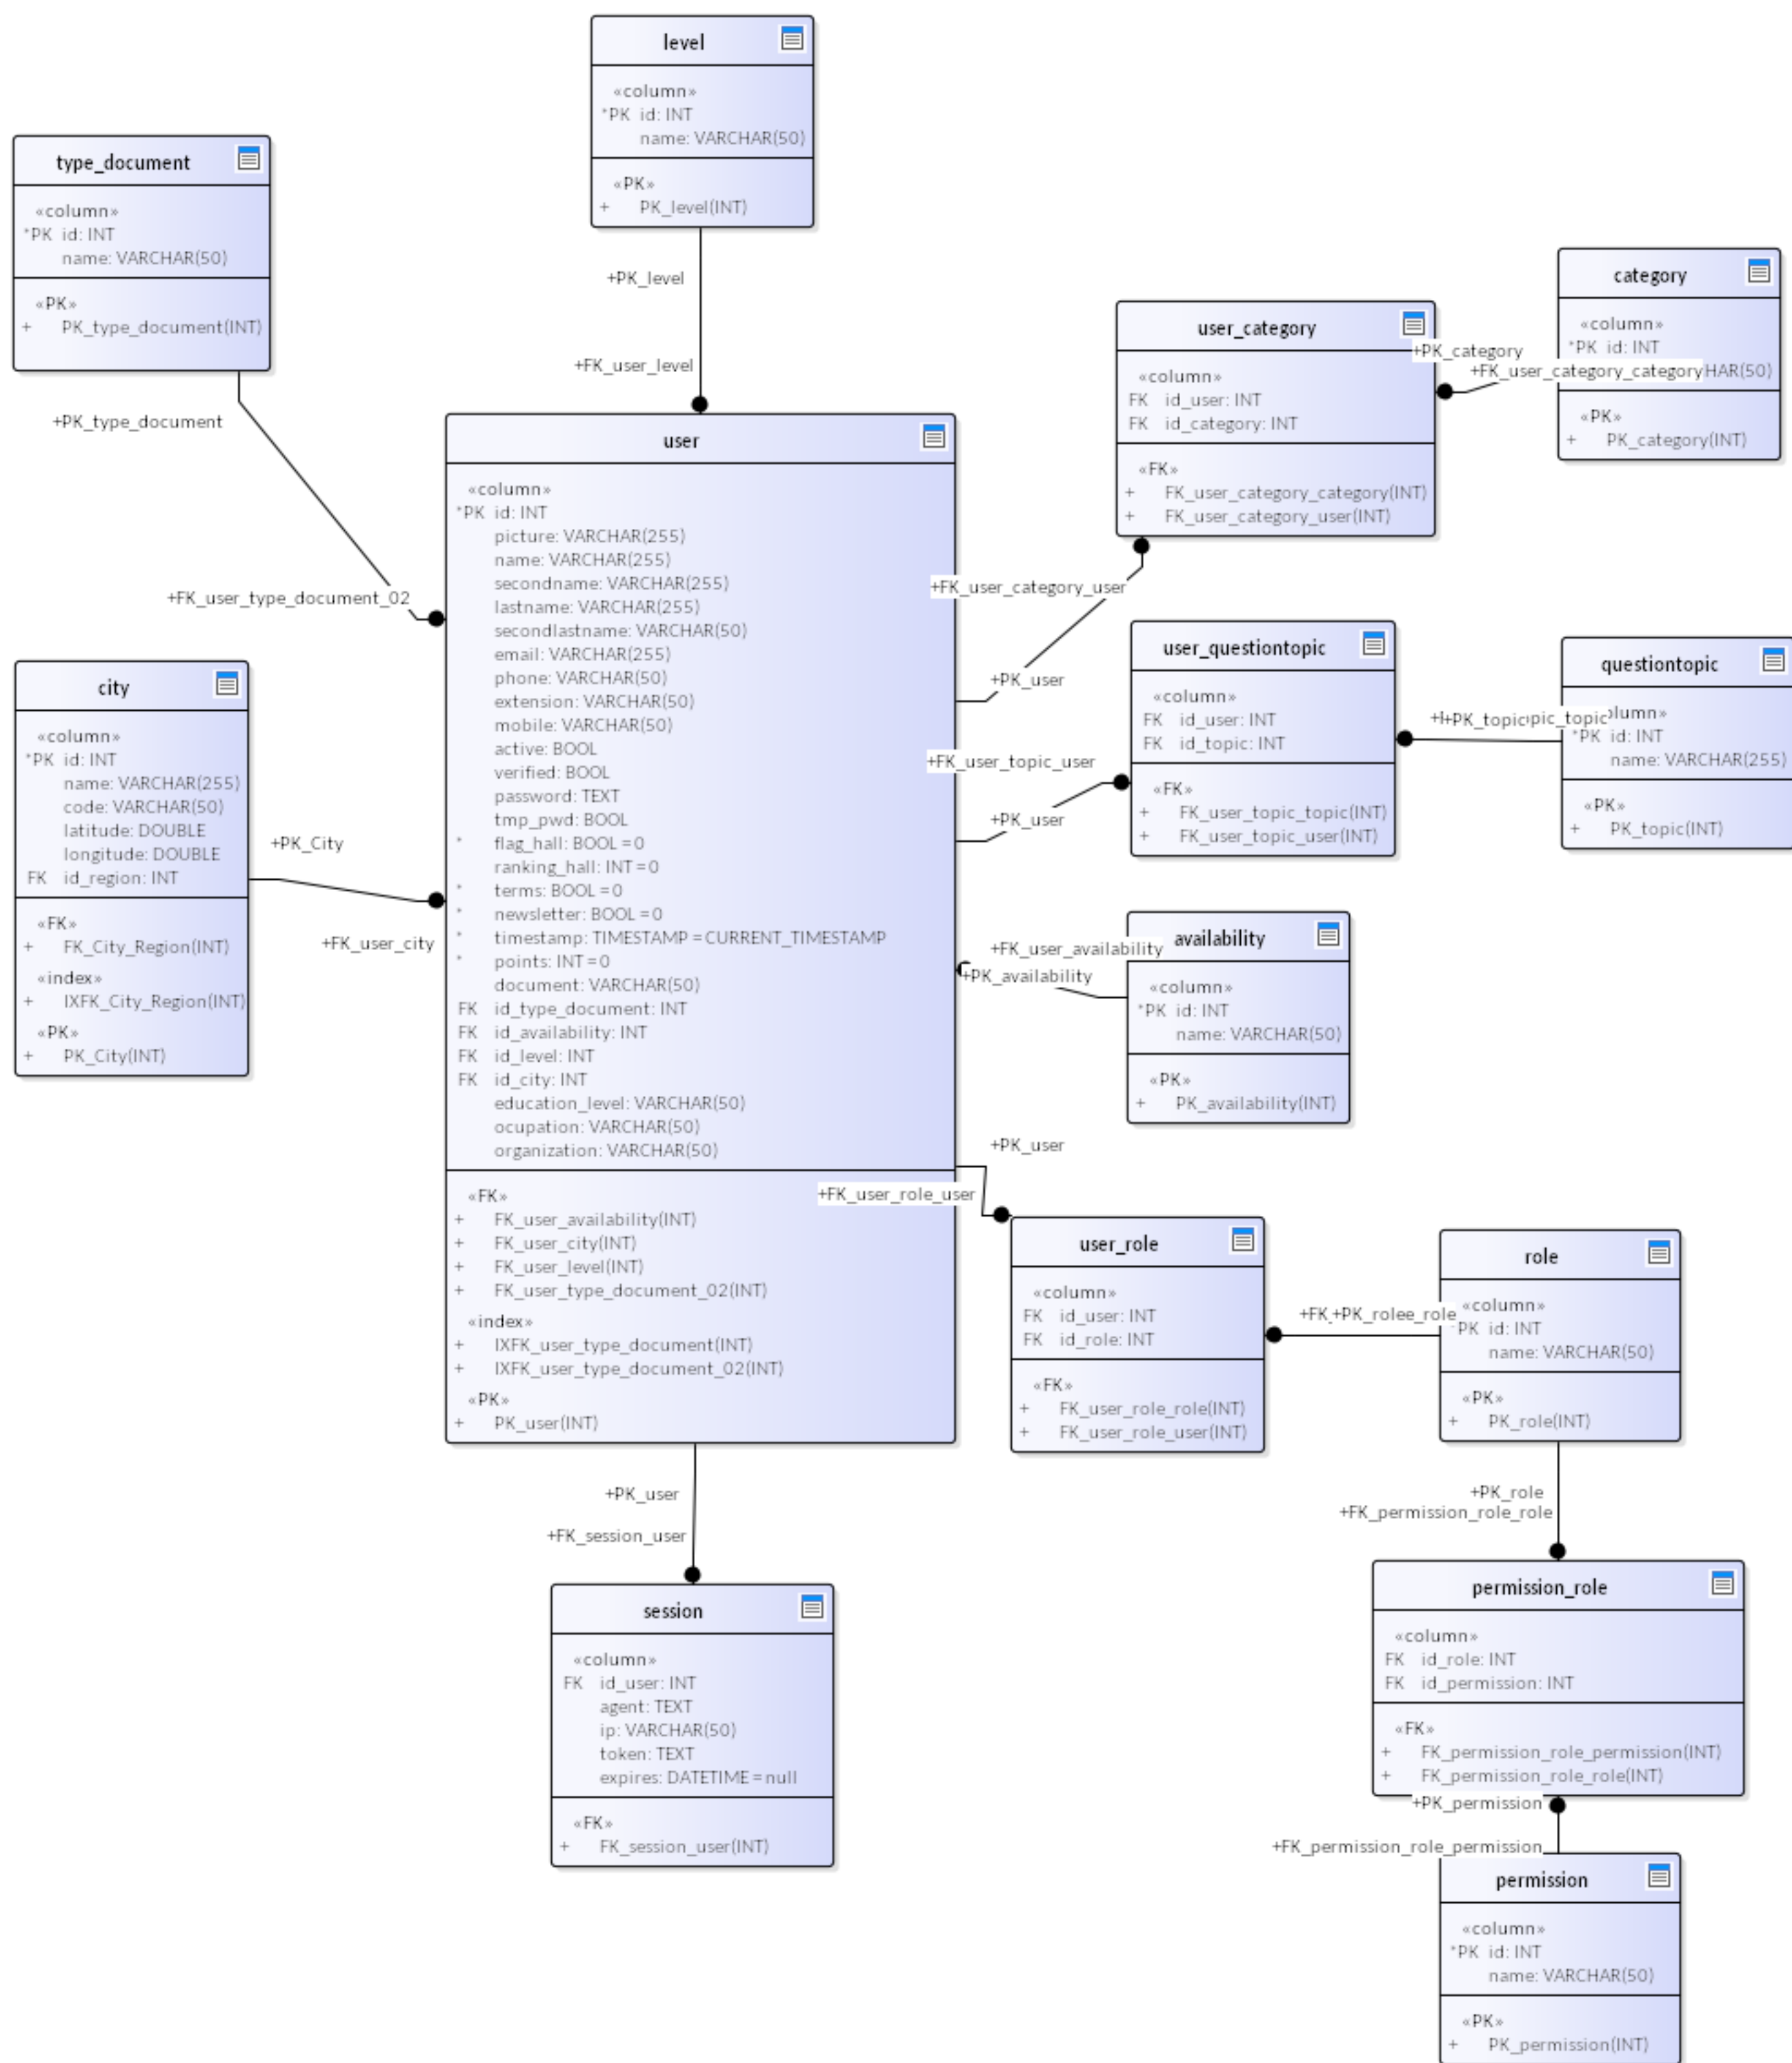 level
«column»
*PK id: INT
name: VARCHAR(50)
«PK»
+ PK_level(INT)
type_document
«column»
*PK id: INT
name: VARCHAR(50)
«PK»
+ PK_type_document(INT)
+PK_level
+FK_user_level
+PK_type_document
+FK_user_type_document_02
category
«column»
*PK id: INT
HAR(50)
«PK»
+ PK_category(INT)
user_category
«column»
FK id_user: INT
FK id_category: INT
«FK»
+ FK_user_category_category(INT)
+ FK_user_category_user(INT)
+PK_category
+FK_user_category_category
user
«column»
*PK id: INT
picture: VARCHAR(255)
name: VARCHAR(255)
secondname: VARCHAR(255)
lastname: VARCHAR(255)
secondlastname: VARCHAR(50)
email: VARCHAR(255)
phone: VARCHAR(50)
extension: VARCHAR(50)
mobile: VARCHAR(50)
active: BOOL
verified: BOOL
password: TEXT
tmp_pwd: BOOL
* flag_hall: BOOL = 0
ranking_hall: INT = 0
* terms: BOOL = 0
* newsletter: BOOL = 0
* timestamp: TIMESTAMP = CURRENT_TIMESTAMP
* points: INT = 0
document: VARCHAR(50)
FK id_type_document: INT
FK id_availability: INT
FK id_level: INT
FK id_city: INT
education_level: VARCHAR(50)
ocupation: VARCHAR(50)
organization: VARCHAR(50)
«FK»
+ FK_user_availability(INT)
+ FK_user_city(INT)
+ FK_user_level(INT)
+ FK_user_type_document_02(INT)
«index»
+ IXFK_user_type_document(INT)
+ IXFK_user_type_document_02(INT)
«PK»
+ PK_user(INT)
+FK_user_category_user
+PK_user
city
«column»
*PK id: INT
name: VARCHAR(255)
code: VARCHAR(50)
latitude: DOUBLE
longitude: DOUBLE
FK id_region: INT
«FK»
+ FK_City_Region(INT)
«index»
+ IXFK_City_Region(INT)
«PK»
+ PK_City(INT)
+PK_City
+FK_user_city
user_questiontopic
«column»
FK id_user: INT
FK id_topic: INT
«FK»
+ FK_user_topic_topic(INT)
+ FK_user_topic_user(INT)
+FK_user_topic_user
+PK_user
questiontopic
+PK_topic
pic_topic
lumn»
*PK id: INT
name: VARCHAR(255)
«PK»
+ PK_topic(INT)
availability
«column»
*PK id: INT
name: VARCHAR(50)
«PK»
+ PK_availability(INT)
+FK_user_availability
+PK_availability
+PK_user
+FK_user_role_user
user_role
«column»
FK id_user: INT
FK id_role: INT
«FK»
+ FK_user_role_role(INT)
+ FK_user_role_user(INT)
+FK
+PK_role
e_role
role
«column»
PK id: INT
name: VARCHAR(50)
«PK»
+ PK_role(INT)
+PK_user
+FK_session_user
session
«column»
FK id_user: INT
agent: TEXT
ip: VARCHAR(50)
token: TEXT
expires: DATETIME = null
«FK»
+ FK_session_user(INT)
+PK_role
+FK_permission_role_role
permission_role
«column»
FK id_role: INT
FK id_permission: INT
«FK»
+ FK_permission_role_permission(INT)
+ FK_permission_role_role(INT)
+PK_permission
+FK_permission_role_permission
permission
«column»
*PK id: INT
name: VARCHAR(50)
«PK»
+ PK_permission(INT)